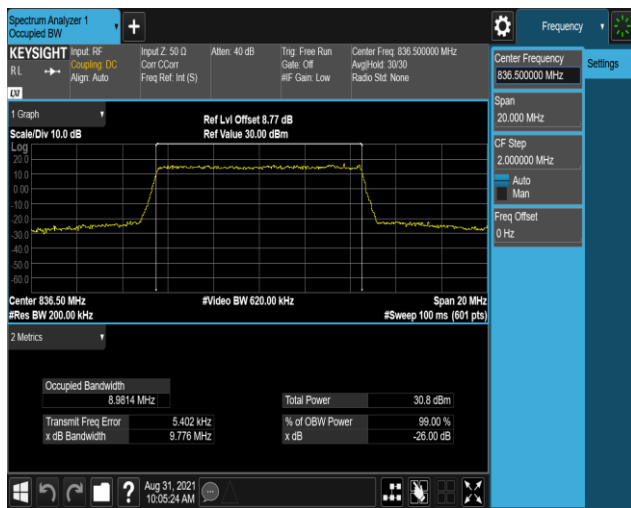 Spectrum Analyzer 1
Occupied BW
+
Frequency
KEYSIGHT Input: RF
RL
Coupling: DC
Align: Auto
LXI
Input Z: 50 Ω
Corr CCorr
Freq Ref: Int (S)
Atten: 40 dB
Trig: Free Run
Gate: Off
#IF Gain: Low
Center Freq: 836.500000 MHz
Avg|Hold: 30/30
Radio Std: None
Center Frequency
836.500000 MHz
Settings
Span
20.000 MHz
CF Step
2.000000 MHz
Auto
Man
Freq Offset
0 Hz
1 Graph
Scale/Div 10.0 dB
Ref Lvl Offset 8.77 dB
Ref Value 30.00 dBm
Log
20.0
10.0
0.00
-10.0
-20.0
-30.0
-40.0
-50.0
-60.0
Center 836.50 MHz
#Video BW 620.00 kHz
Span 20 MHz
#Res BW 200.00 kHz
#Sweep 100 ms (601 pts)
2 Metrics
Occupied Bandwidth
8.9814 MHz
Total Power 30.8 dBm
Transmit Freq Error 5.402 kHz
% of OBW Power 99.00 %
x dB Bandwidth 9.776 MHz
x dB -26.00 dB
?
Aug 31, 2021
10:05:24 AM